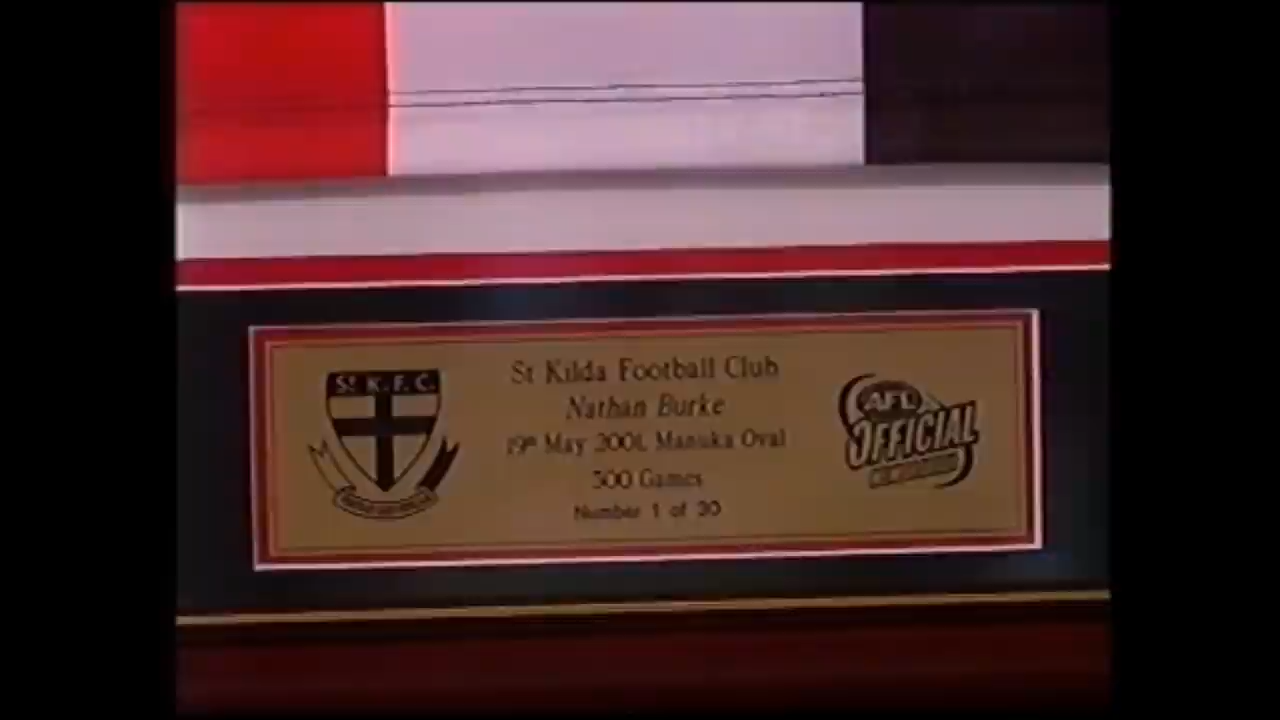 St K.F.C.
St Kilda Football Club
Nathan Burke
19th May 2001, Manuka Oval
300 Games
Number 1 of 30
AFL
OFFICIAL